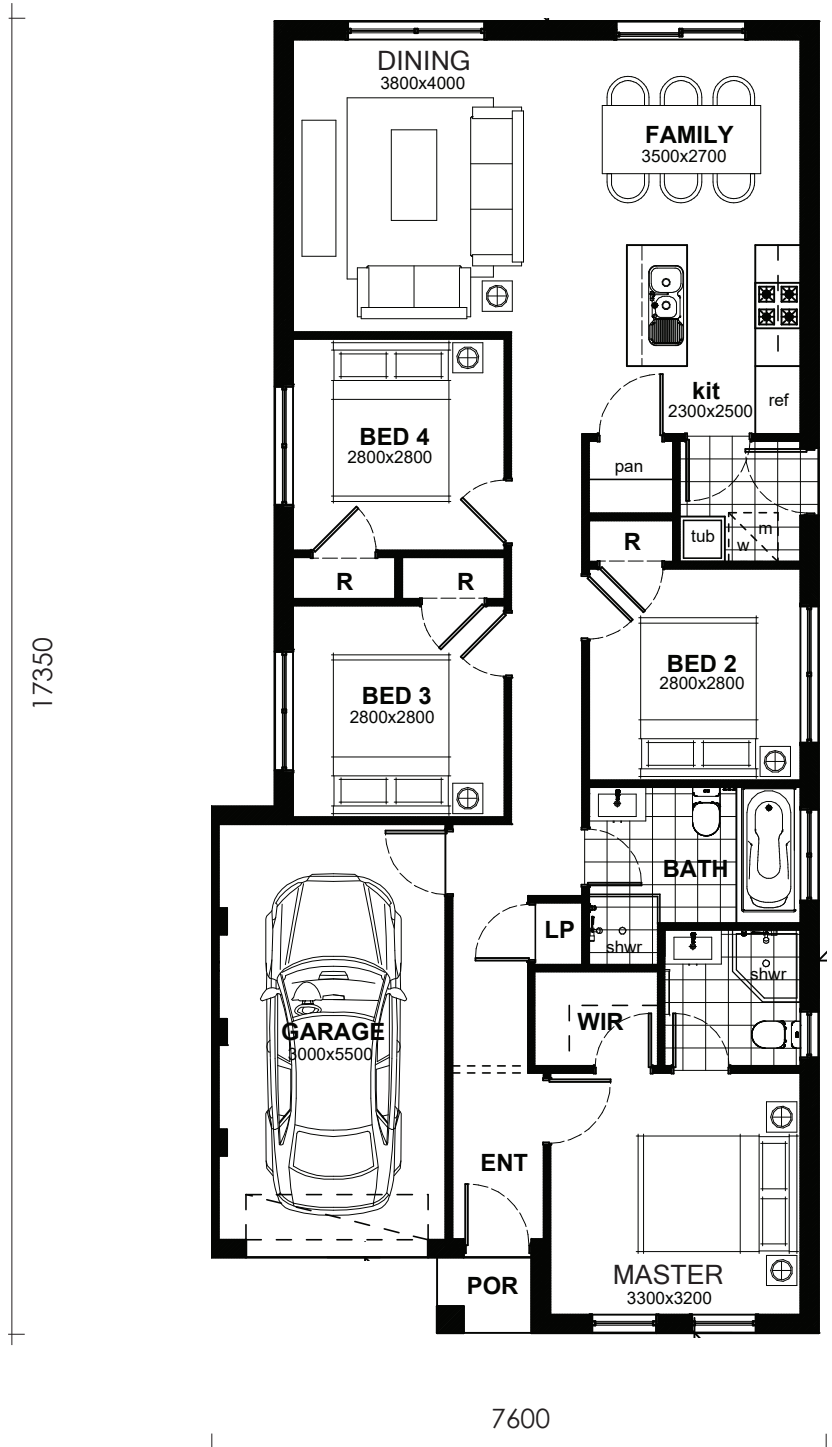 DINING
3800x4000
FAMILY
3500x2700
kit
2300x2500
ref
BED 4
2800x2800
pan
tub
w
m
R
R
R
17350
BED 3
2800x2800
BED 2
2800x2800
BATH
LP
shwr
shwr
WIR
GARAGE
3000x5500
ENT
MASTER
3300x3200
POR
7600